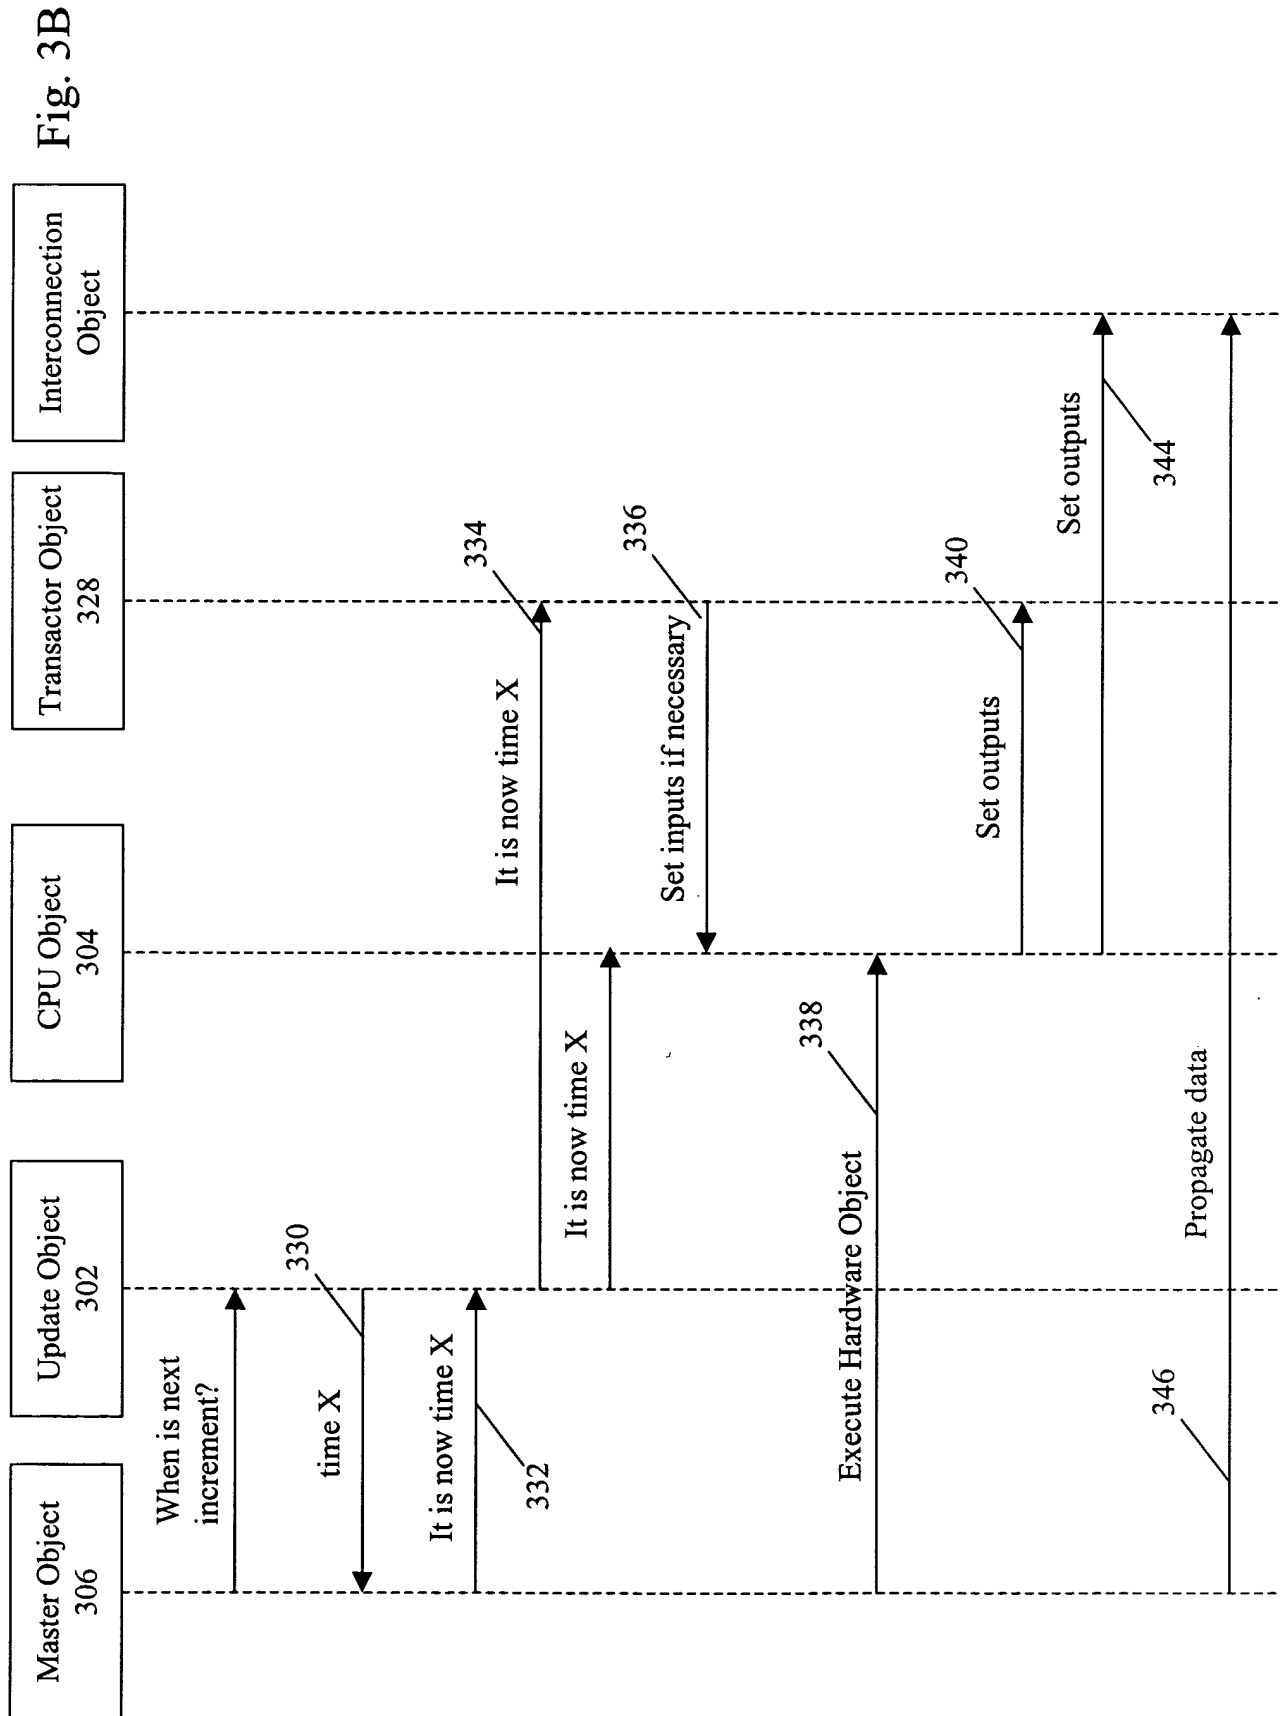 Fig. 3B
Master Object
306
Update Object
302
CPU Object
304
Transactor Object
328
Interconnection
Object
When is next
increment?
330
time X
It is now time X
332
It is now time X
334
It is now time X
Set inputs if necessary
336
Execute Hardware Object
338
Set outputs
340
Set outputs
344
Propagate data
346